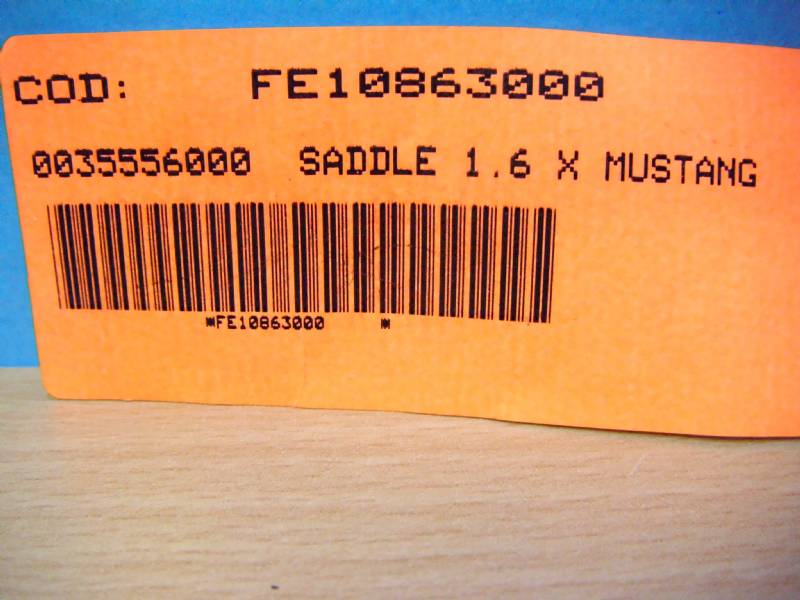 COD: FE10863000
0035556000 SADDLE 1.6 X MUSTANG
*FE10863000 *